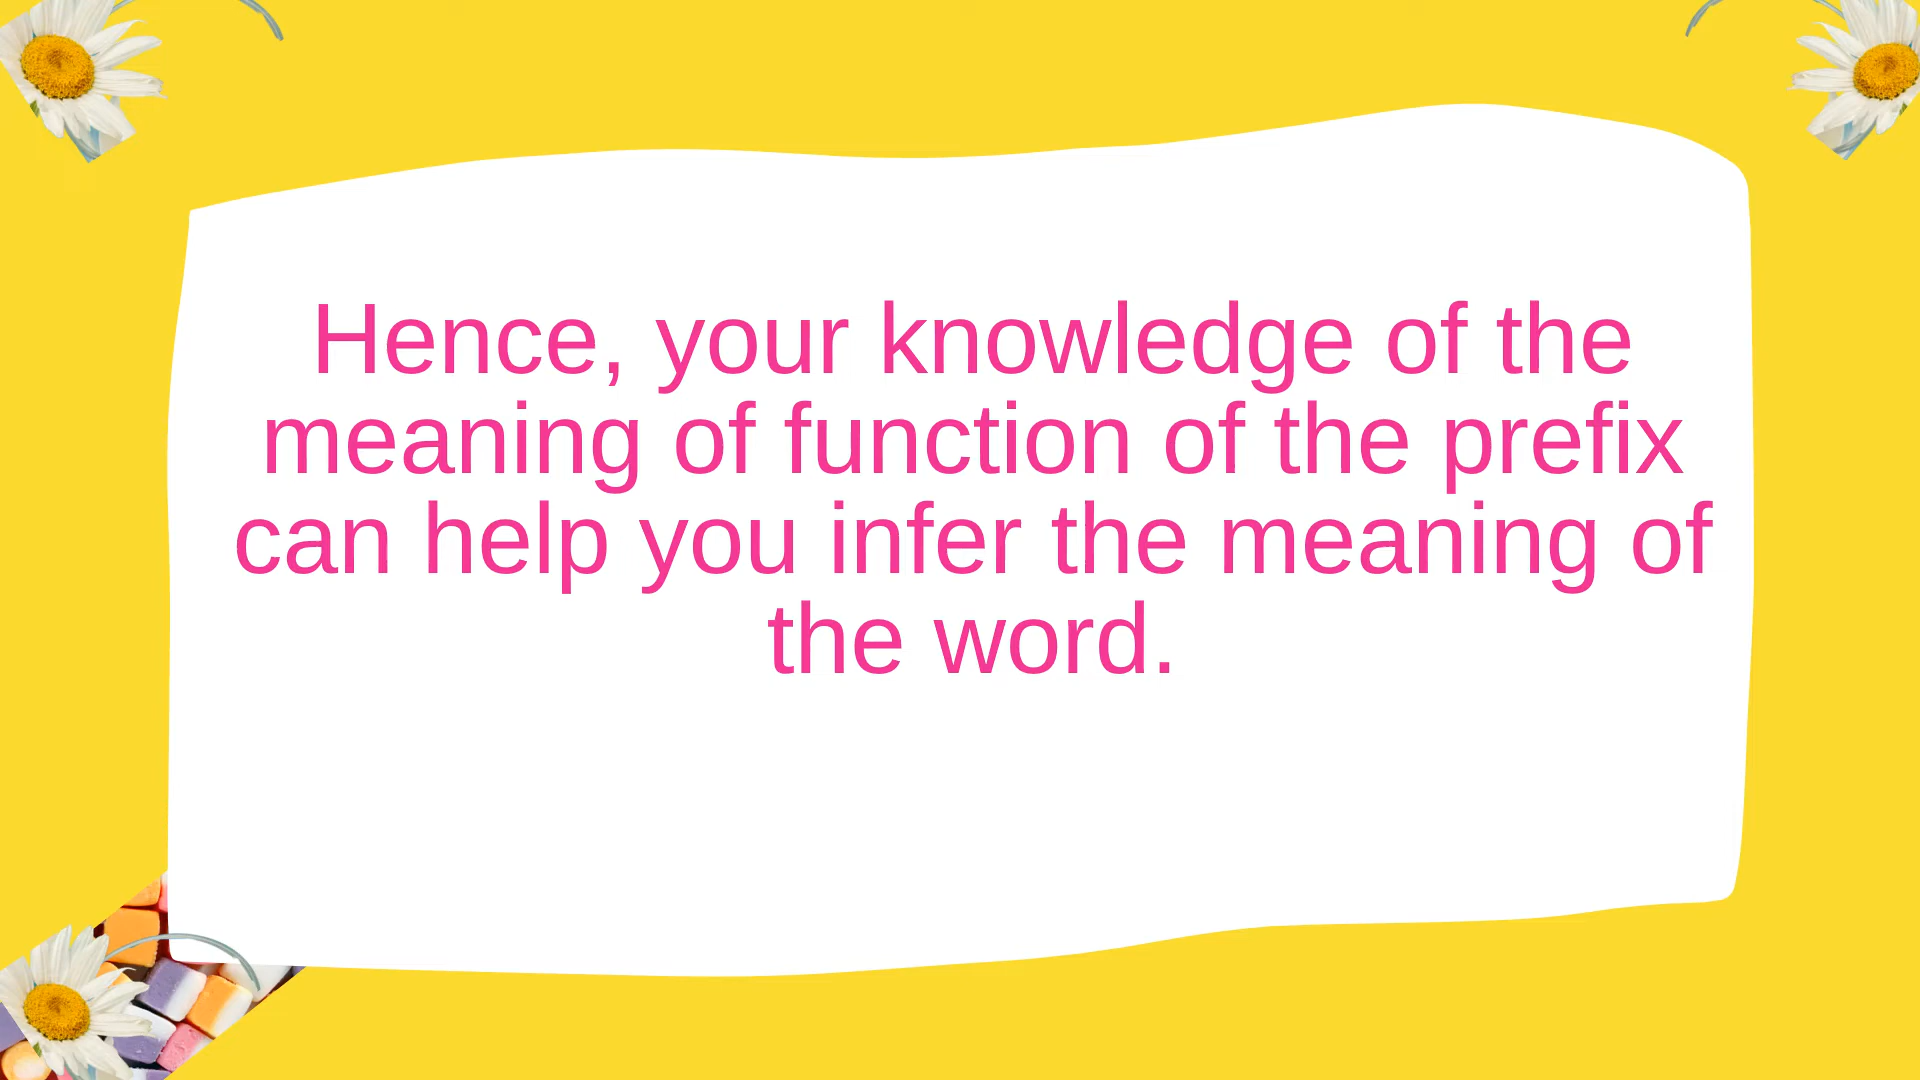 Hence, your knowledge of the
meaning of function of the prefix
can help you infer the meaning of
the word.